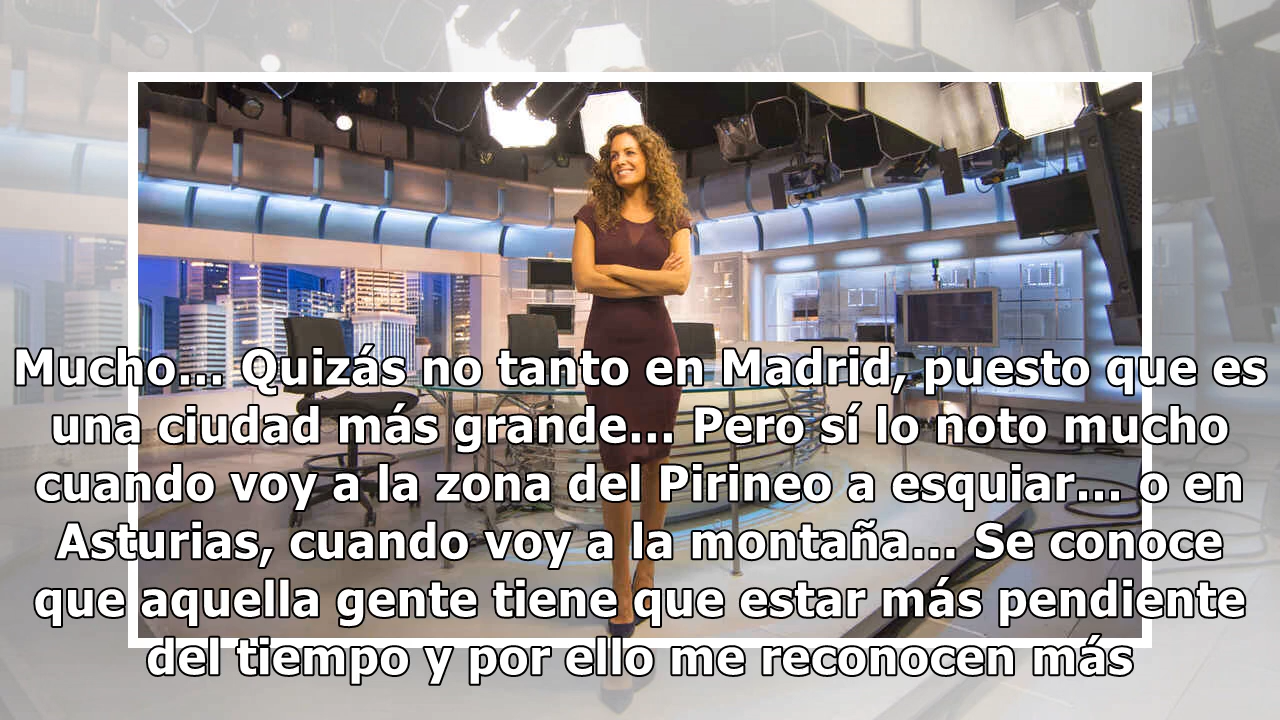 Mucho... Quizás no tanto en Madrid, puesto que es
una ciudad más grande... Pero sí lo noto mucho
cuando voy a la zona del Pirineo a esquiar... o en
Asturias, cuando voy a la montaña... Se conoce
que aquella gente tiene que estar más pendiente
del tiempo y por ello me reconocen más